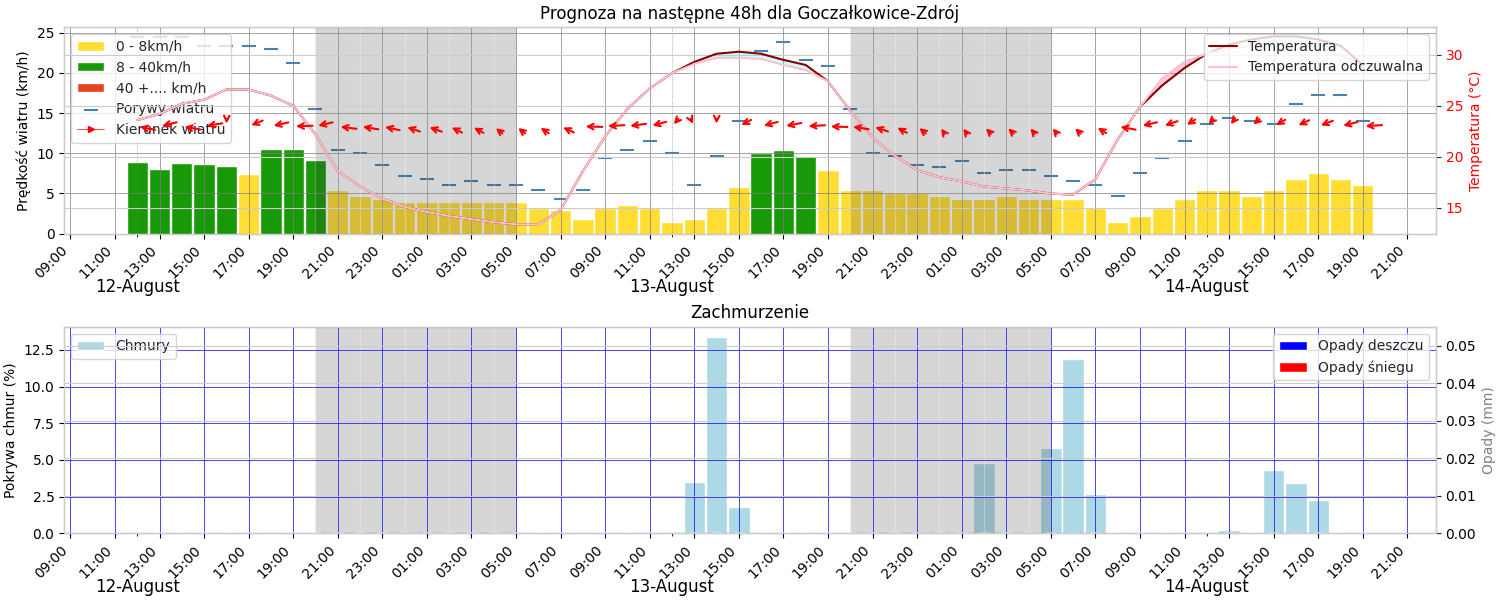 Prognoza na następne 48h dla Goczałkowice-Zdrój
Prędkość wiatru (km/h)
25
20
15
10
5
0
0 - 8km/h
8 - 40km/h
40 +.... km/h
Porywy wiatru
Kierunek wiatru
Temperatura
Temperatura odczuwalna
30
25
20
15
Temperatura (°C)
09:00 11:00 13:00 15:00 17:00 19:00 21:00 23:00 01:00 03:00 05:00 07:00 09:00 11:00 13:00 15:00 17:00 19:00 21:00 23:00 01:00 03:00 05:00 07:00 09:00 11:00 13:00 15:00 17:00 19:00 21:00
12-August 13-August 14-August
Zachmurzenie
Pokrywa chmur (%)
12.5
10.0
7.5
5.0
2.5
0.0
Chmury
Opady deszczu
Opady śniegu
0.05
0.04
0.03
0.02
0.01
0.00
Opady (mm)
09:00 11:00 13:00 15:00 17:00 19:00 21:00 23:00 01:00 03:00 05:00 07:00 09:00 11:00 13:00 15:00 17:00 19:00 21:00 23:00 01:00 03:00 05:00 07:00 09:00 11:00 13:00 15:00 17:00 19:00 21:00
12-August 13-August 14-August